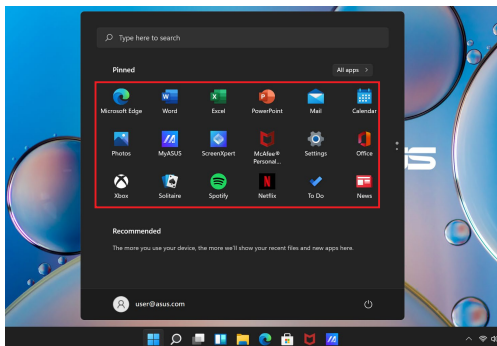 Type here to search
Pinned
All apps >
Microsoft Edge Word Excel PowerPoint Mail Calendar
Photos MyASUS ScreenXpert McAfee® Personal... Settings Office
Xbox Solitaire Spotify Netflix To Do News
Recommended
The more you use your device, the more we'll show your recent files and new apps here.
user@asus.com